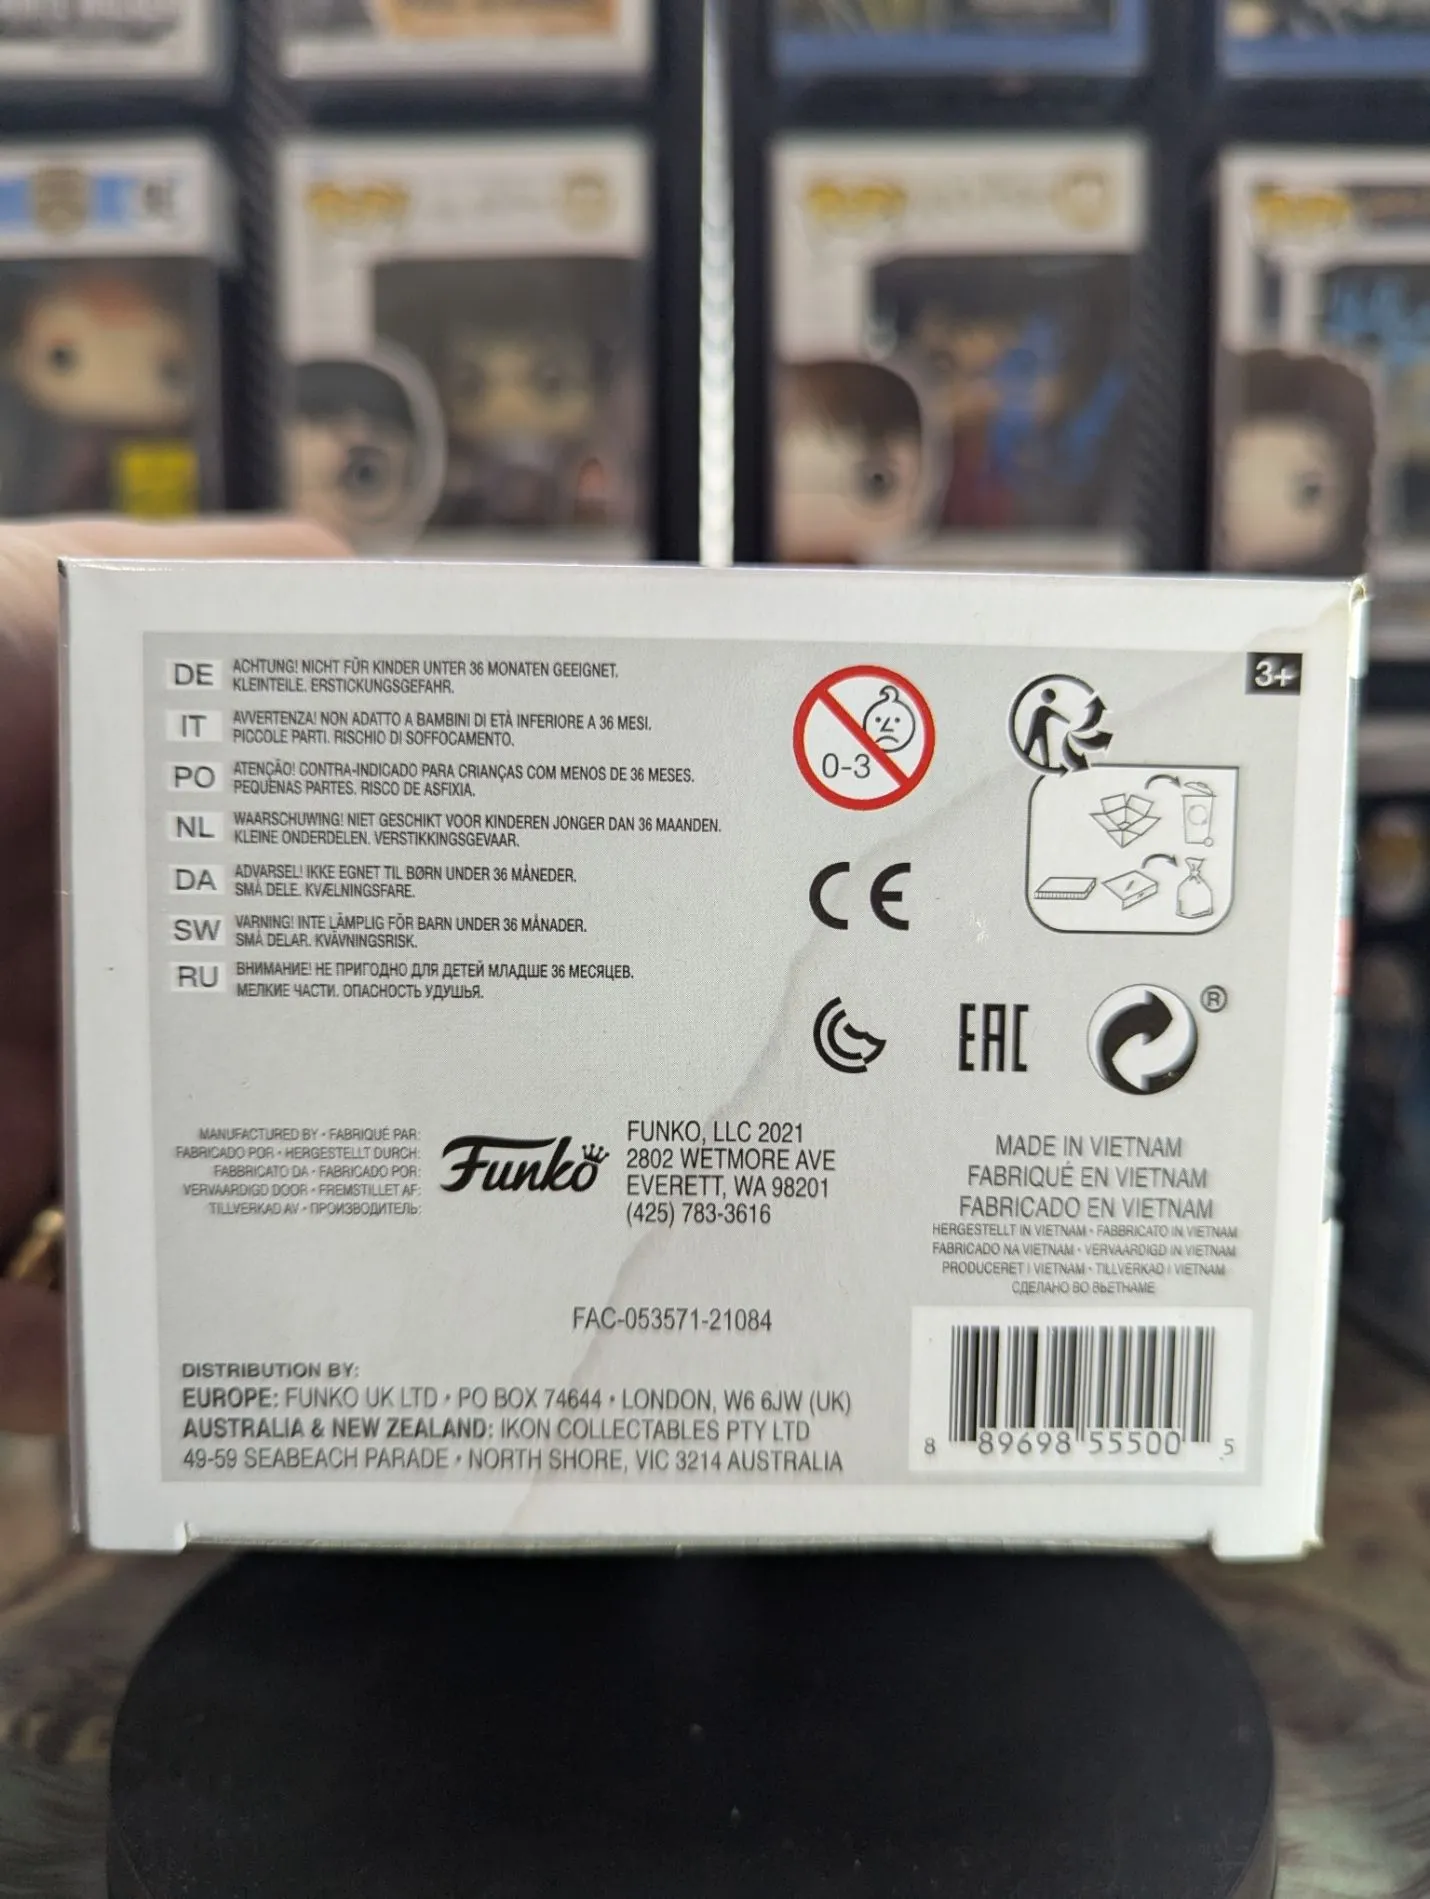 DE ACHTUNG! NICHT FÜR KINDER UNTER 36 MONATEN GEEIGNET.
KLEINTEILE. ERSTICKUNGSGEFAHR.
IT AVVERTENZA! NON ADATTO A BAMBINI DI ETÀ INFERIORE A 36 MESI.
PICCOLE PARTI. RISCHIO DI SOFFOCAMENTO.
PO ATENÇÃO! CONTRA-INDICADO PARA CRIANÇAS COM MENOS DE 36 MESES.
PEQUENAS PARTES. RISCO DE ASFIXIA.
NL WAARSCHUWING! NIET GESCHIKT VOOR KINDEREN JONGER DAN 36 MAANDEN.
KLEINE ONDERDELEN. VERSTIKKINGSGEVAAR.
DA ADVARSEL! IKKE EGNET TIL BØRN UNDER 36 MÅNEDER.
SMÅ DELE. KVÆLNINGSFARE.
SW VARNING! INTE LÄMPLIG FÖR BARN UNDER 36 MÅNADER.
SMÅ DELAR. KVÄVNINGSRISK.
RU ВНИМАНИЕ! НЕ ПРИГОДНО ДЛЯ ДЕТЕЙ МЛАДШЕ 36 МЕСЯЦЕВ.
МЕЛКИЕ ЧАСТИ. ОПАСНОСТЬ УДУШЬЯ.
0-3
3+
CE
EAC
®
MANUFACTURED BY • FABRIQUÉ PAR:
FABRICADO POR • HERGESTELLT DURCH:
FABBRICATO DA • FABRICADO POR:
VERVAARDIGD DOOR • FREMSTILLET AF:
TILLVERKAD AV • ПРОИЗВОДИТЕЛЬ:
Funko
FUNKO, LLC 2021
2802 WETMORE AVE
EVERETT, WA 98201
(425) 783-3616
MADE IN VIETNAM
FABRIQUÉ EN VIETNAM
FABRICADO EN VIETNAM
HERGESTELLT IN VIETNAM • FABBRICATO IN VIETNAM
FABRICADO NA VIETNAM • VERVAARDIGD IN VIETNAM
PRODUCERET I VIETNAM • TILLVERKAD I VIETNAM
СДЕЛАНО ВО ВЬЕТНАМЕ
FAC-053571-21084
DISTRIBUTION BY:
EUROPE: FUNKO UK LTD • PO BOX 74644 • LONDON, W6 6JW (UK)
AUSTRALIA & NEW ZEALAND: IKON COLLECTABLES PTY LTD
49-59 SEABEACH PARADE • NORTH SHORE, VIC 3214 AUSTRALIA
8 89698 55500 5